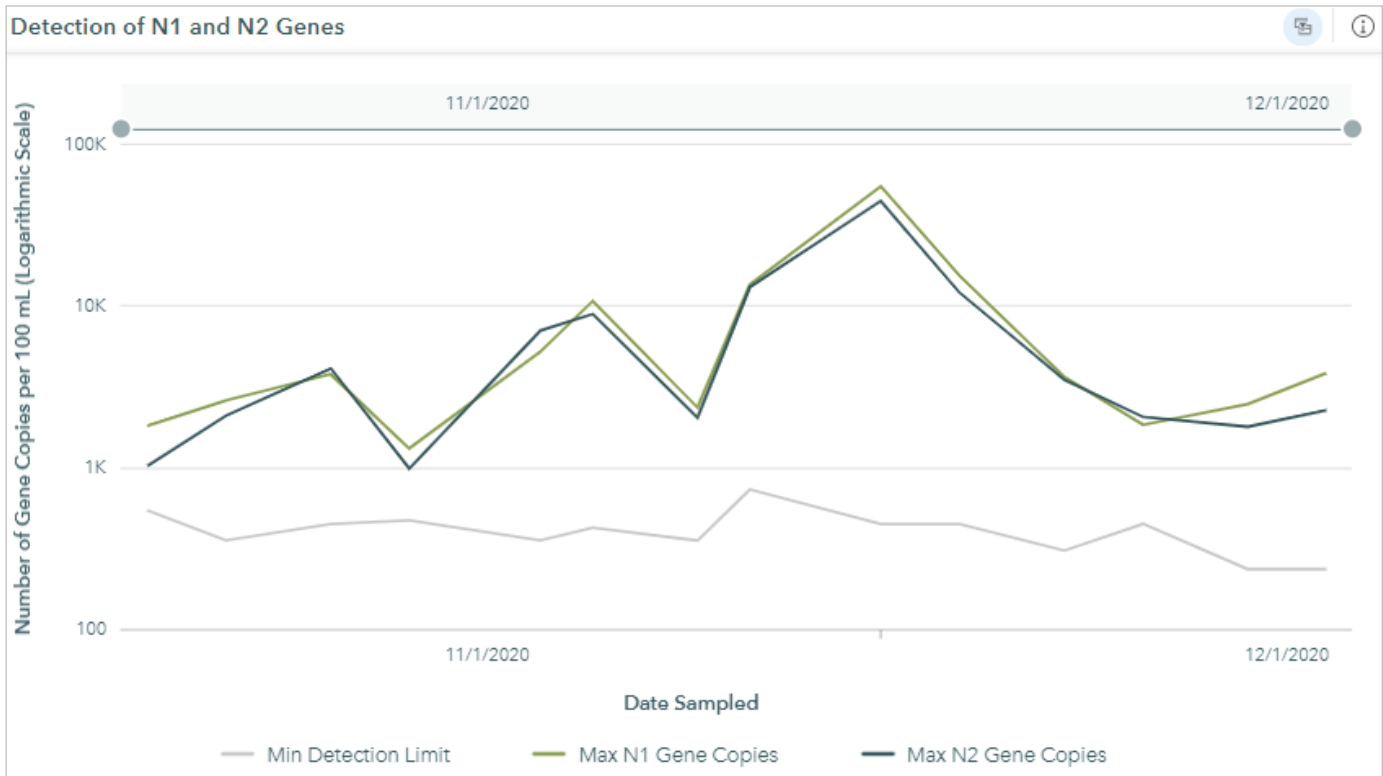 Detection of N1 and N2 Genes
11/1/2020 12/1/2020
Number of Gene Copies per 100 mL (Logarithmic Scale)
100K
10K
1K
100
11/1/2020 12/1/2020
Date Sampled
Min Detection Limit Max N1 Gene Copies Max N2 Gene Copies